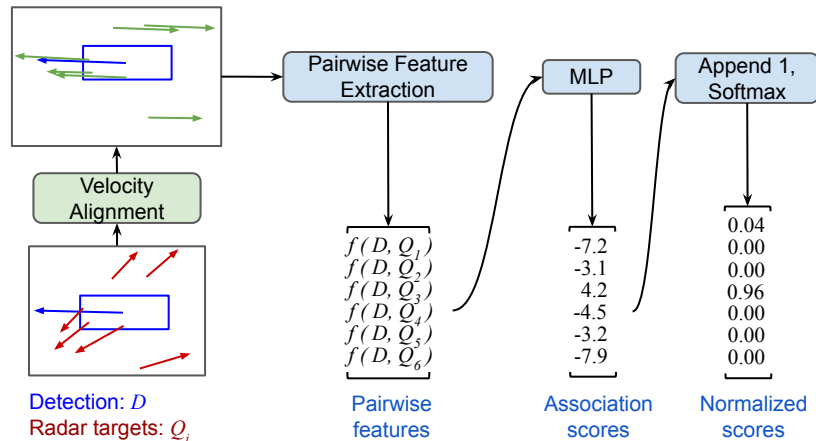 Pairwise Feature
Extraction
MLP
Append 1,
Softmax
Velocity
Alignment
f ( D, Q1 )
f ( D, Q2 )
f ( D, Q3 )
f ( D, Q4 )
f ( D, Q5 )
f ( D, Q6 )
-7.2
-3.1
4.2
-4.5
-3.2
-7.9
0.04
0.00
0.00
0.96
0.00
0.00
0.00
Detection: D
Radar targets: Qi
Pairwise
features
Association
scores
Normalized
scores